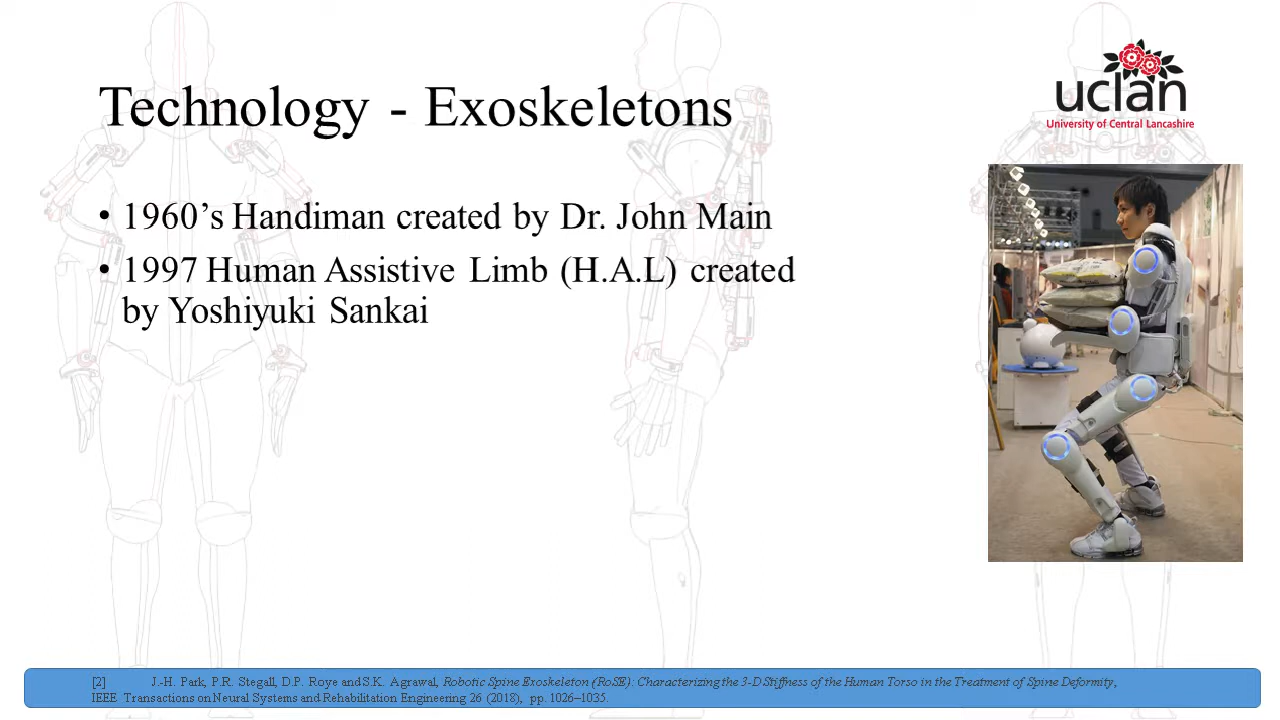 Technology - Exoskeletons
uclan
University of Central Lancashire
• 1960’s Handiman created by Dr. John Main
• 1997 Human Assistive Limb (H.A.L) created
by Yoshiyuki Sankai
[2] J.-H. Park, P.R. Stegall, D.P. Roye and S.K. Agrawal, Robotic Spine Exoskeleton (RoSE): Characterizing the 3-D Stiffness of the Human Torso in the Treatment of Spine Deformity,
IEEE Transactions on Neural Systems and Rehabilitation Engineering 26 (2018), pp. 1026–1035.